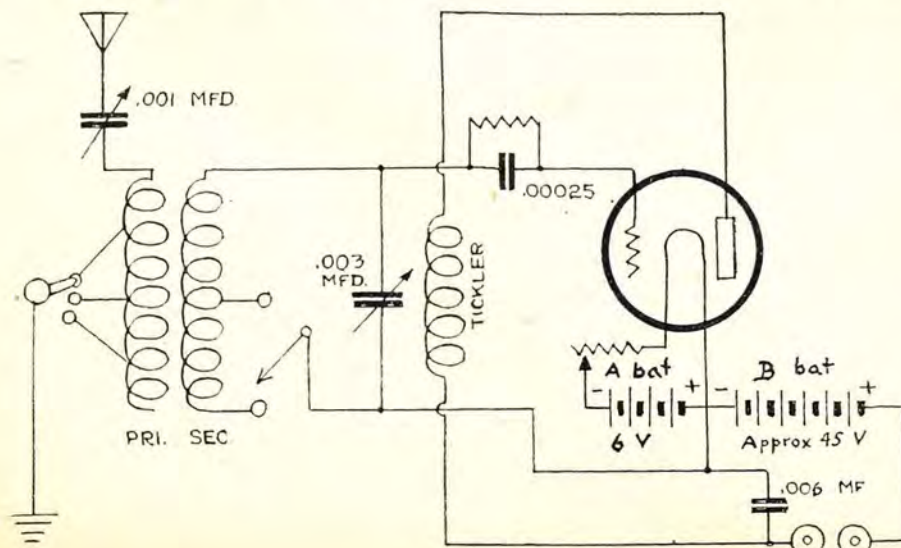 .001 MFD.
.00025
.003
MFD.
TICKLER
A bat
B bat
- + - +
6 V
Approx 45 V
PRI. SEC.
.006 MF